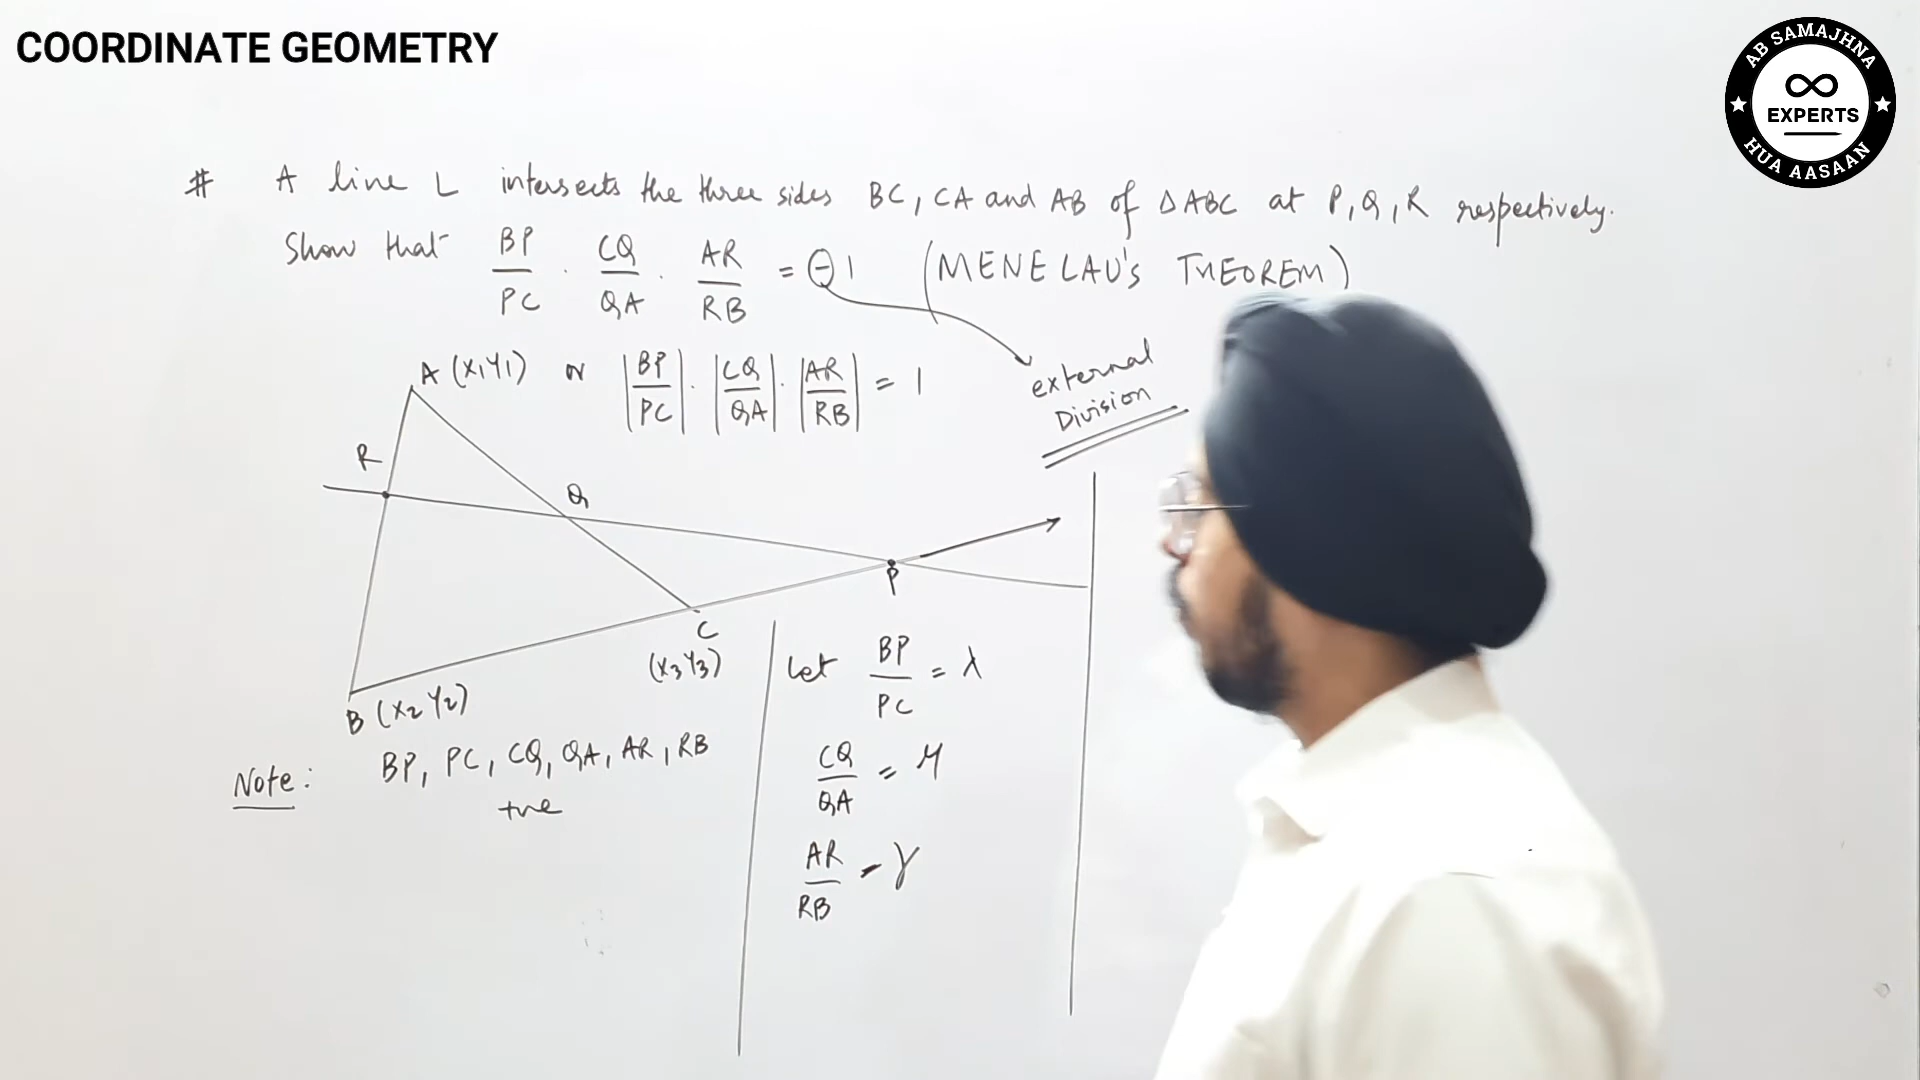 COORDINATE GEOMETRY
AB SAMAJHNA
EXPERTS
HUA AASAAN
# A line L intersects the three sides BC, CA and AB of ΔABC at P, Q, R respectively.
Show that BP/PC . CQ/QA . AR/RB = -1 (MENELAU's THEOREM)
A (x1 y1) or |BP/PC| . |CQ/QA| . |AR/RB| = 1
external
Division
R
Q
P
C
(x3 y3)
B (x2 y2)
Note: BP, PC, CQ, QA, AR, RB
+ve
Let BP/PC = λ
CQ/QA = μ
AR/RB = γ